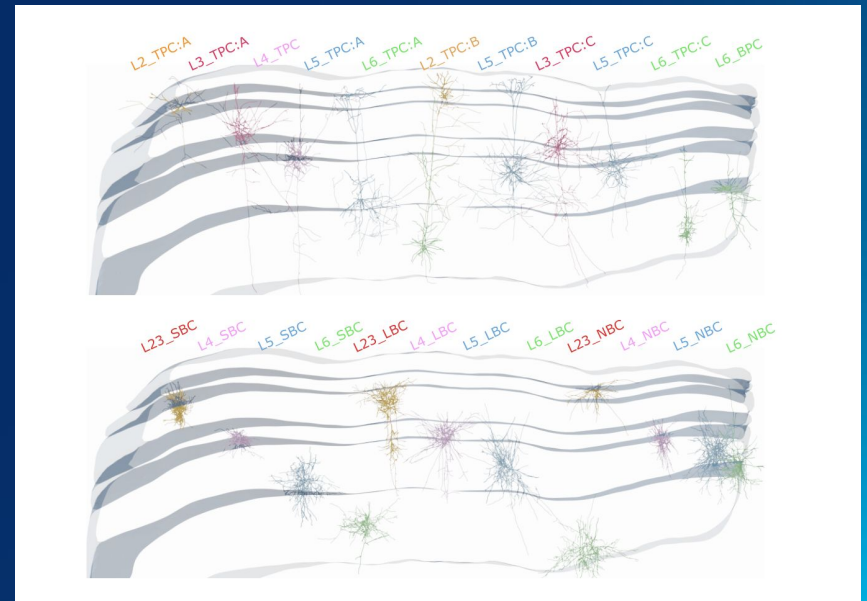 L2_TPC:A L3_TPC:A L4_TPC L5_TPC:A L6_TPC:A L2_TPC:B L5_TPC:B L3_TPC:C L5_TPC:C L6_TPC:C L6_BPC
L23_SBC L4_SBC L5_SBC L6_SBC L23_LBC L4_LBC L5_LBC L6_LBC L23_NBC L4_NBC L5_NBC L6_NBC